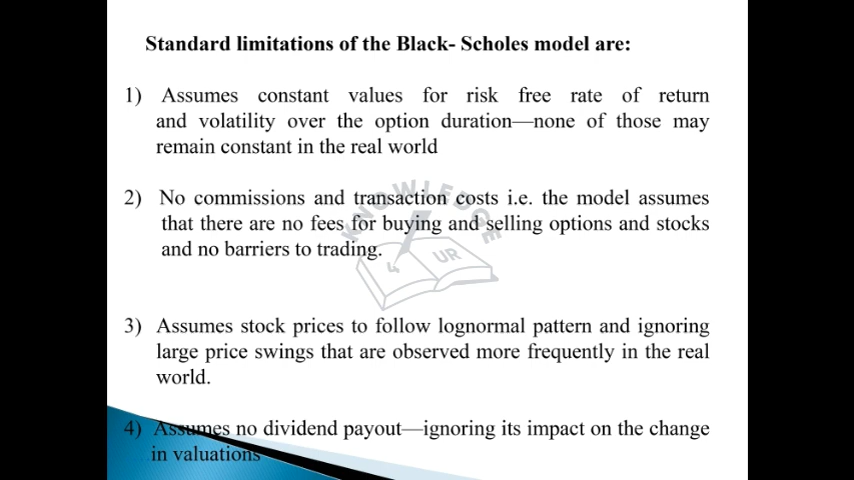 Standard limitations of the Black- Scholes model are:
1) Assumes constant values for risk free rate of return
and volatility over the option duration—none of those may
remain constant in the real world
2) No commissions and transaction costs i.e. the model assumes
that there are no fees for buying and selling options and stocks
and no barriers to trading.
KNOWLEDGE
4 UR
3) Assumes stock prices to follow lognormal pattern and ignoring
large price swings that are observed more frequently in the real
world.
4) Assumes no dividend payout—ignoring its impact on the change
in valuations